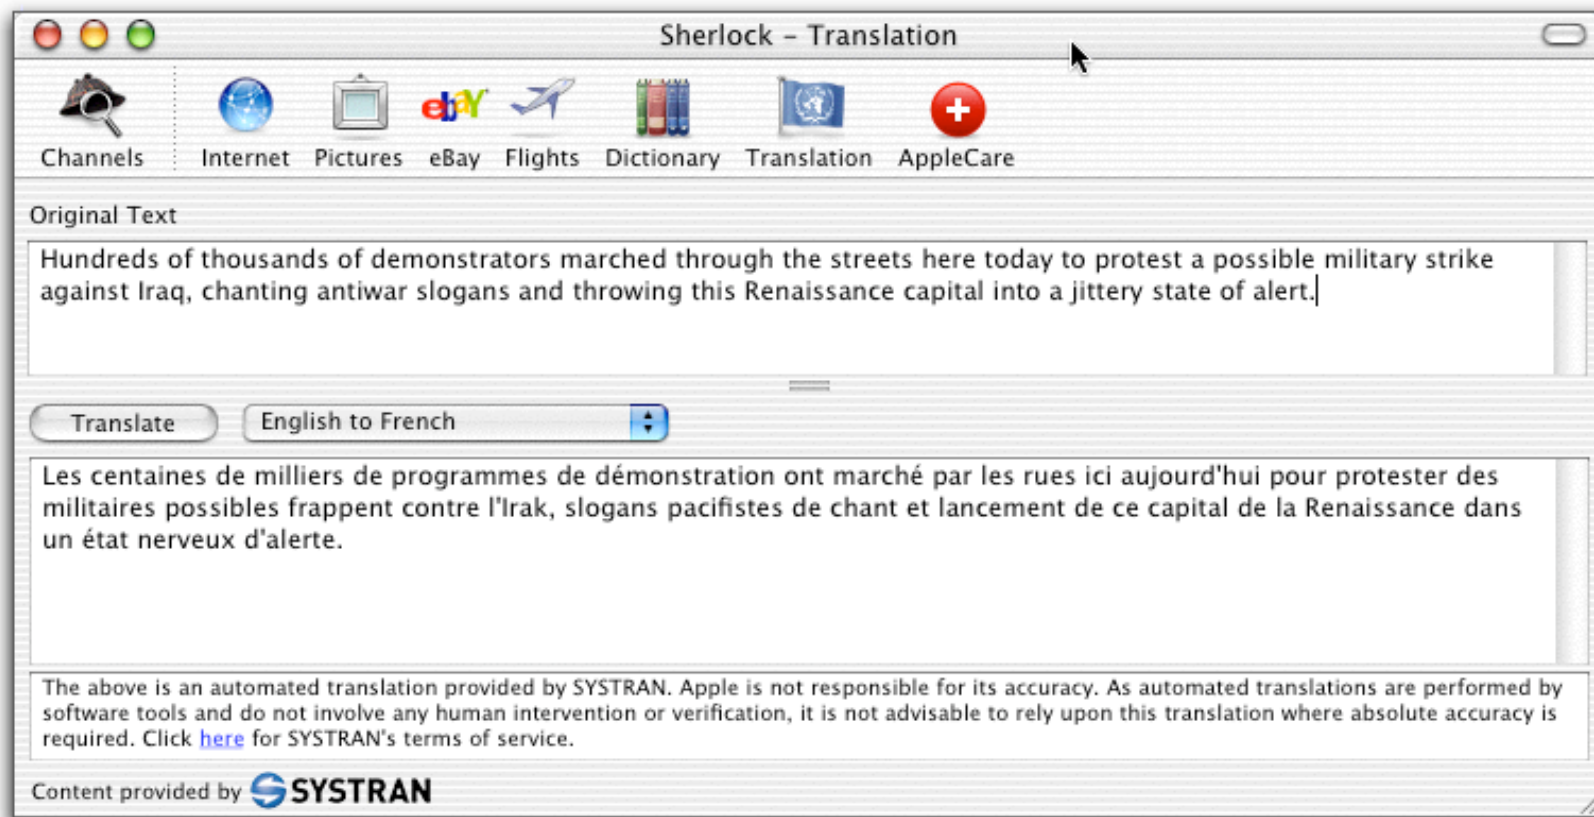 Sherlock – Translation
Channels Internet Pictures eBay Flights Dictionary Translation AppleCare
Original Text
Hundreds of thousands of demonstrators marched through the streets here today to protest a possible military strike
against Iraq, chanting antiwar slogans and throwing this Renaissance capital into a jittery state of alert.
Translate English to French
Les centaines de milliers de programmes de démonstration ont marché par les rues ici aujourd'hui pour protester des
militaires possibles frappent contre l'Irak, slogans pacifistes de chant et lancement de ce capital de la Renaissance dans
un état nerveux d'alerte.
The above is an automated translation provided by SYSTRAN. Apple is not responsible for its accuracy. As automated translations are performed by
software tools and do not involve any human intervention or verification, it is not advisable to rely upon this translation where absolute accuracy is
required. Click here for SYSTRAN's terms of service.
Content provided by SYSTRAN